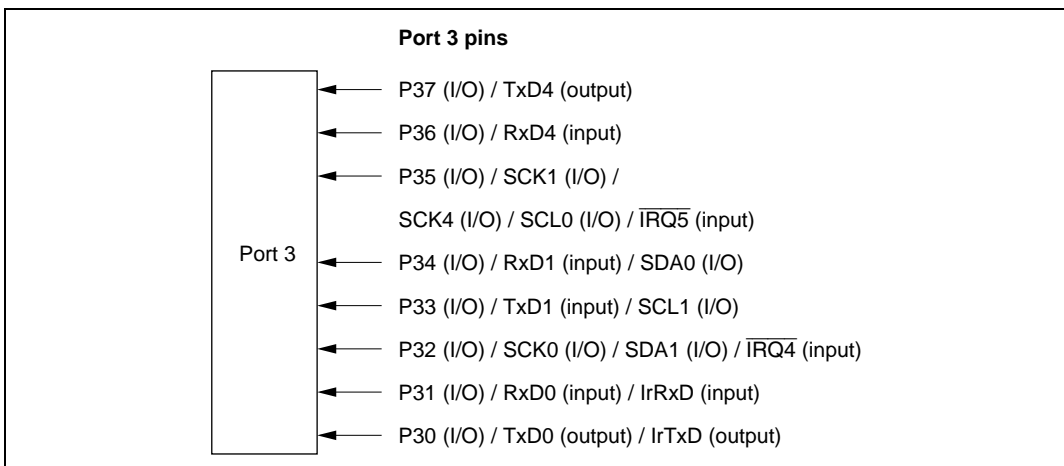 Port 3 pins
P37 (I/O) / TxD4 (output)
P36 (I/O) / RxD4 (input)
P35 (I/O) / SCK1 (I/O) /
SCK4 (I/O) / SCL0 (I/O) / I̅R̅Q̅5̅ (input)
Port 3
P34 (I/O) / RxD1 (input) / SDA0 (I/O)
P33 (I/O) / TxD1 (input) / SCL1 (I/O)
P32 (I/O) / SCK0 (I/O) / SDA1 (I/O) / I̅R̅Q̅4̅ (input)
P31 (I/O) / RxD0 (input) / IrRxD (input)
P30 (I/O) / TxD0 (output) / IrTxD (output)